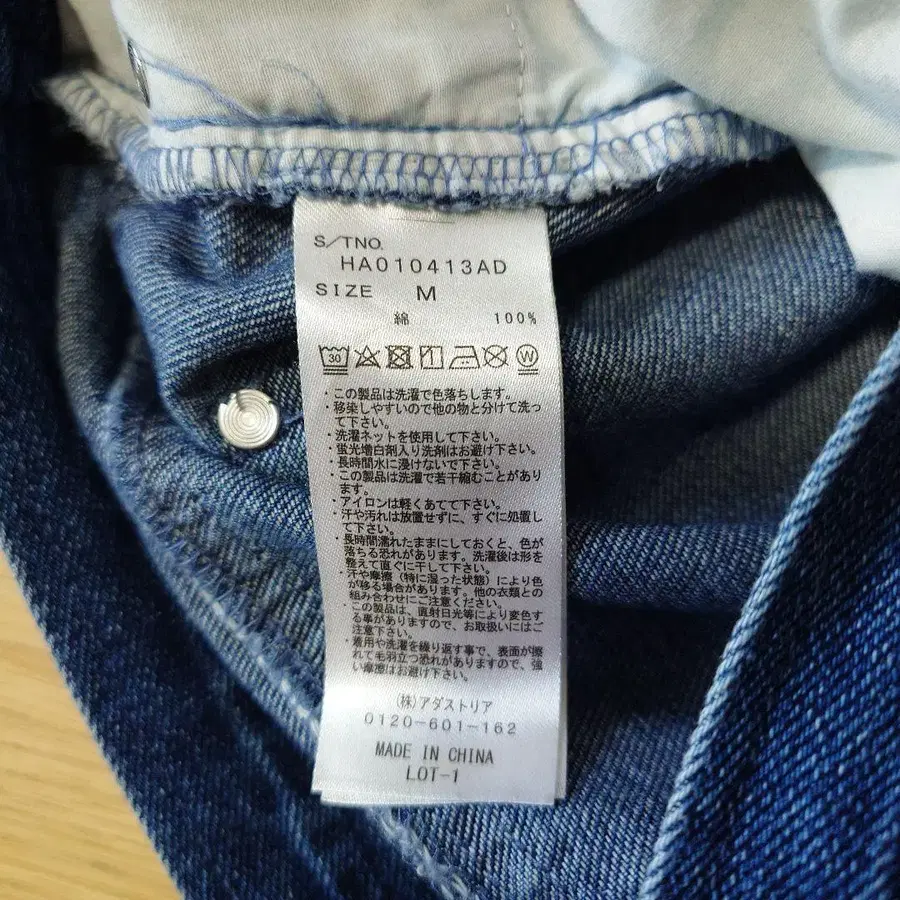 S/TNO.
HA010413AD
SIZE M
綿 100%
30 W
・この製品は洗濯で色落ちします。
・移染しやすいので他の物と分けて洗っ
て下さい。
・洗濯ネットを使用して下さい。
・蛍光増白剤入り洗剤はお避け下さい。
・長時間水に浸けないで下さい。
・この製品は洗濯で若干縮むことがあり
ます。
・アイロンは軽くあてて下さい。
・汗や汚れは放置せずに、すぐに処置し
て下さい。
・長時間濡れたままにしておくと、色が
落ちる恐れがあります。洗濯後は形を
整えて直ぐに干して下さい。
・汗や摩擦（特に湿った状態）により色
が移る場合があります。他の衣類との
組み合わせにご注意下さい。
・この製品は、直射日光等により変色す
る事がありますので、お取扱いにはご
注意下さい。
・着用や洗濯を繰り返す事で、表面が擦
れて毛羽立つ恐れがありますので、強
い摩擦はお避け下さい。
(株)アダストリア
0120-601-162
MADE IN CHINA
LOT-1